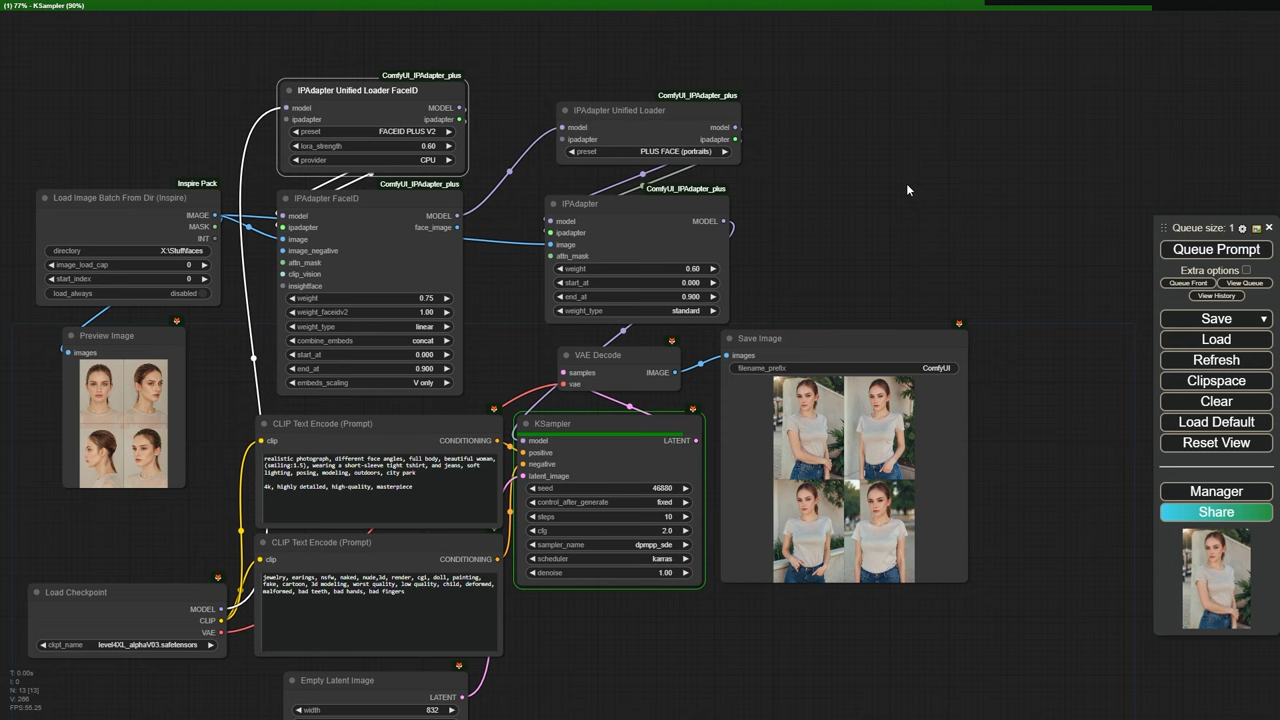 (1) 77% - KSampler (90%)
ComfyUI_IPAdapter_plus
IPAdapter Unified Loader FaceID
model
MODEL
ipadapter
ipadapter
preset
FACEID PLUS V2
lora_strength
0.60
provider
CPU
ComfyUI_IPAdapter_plus
IPAdapter Unified Loader
model
model
ipadapter
ipadapter
preset
PLUS FACE (portraits)
Inspire Pack
Load Image Batch From Dir (Inspire)
IMAGE
MASK
INT
directory
X:\Stuff\faces
image_load_cap
0
start_index
0
load_always
disabled
ComfyUI_IPAdapter_plus
IPAdapter FaceID
model
MODEL
ipadapter
face_image
image
image_negative
attn_mask
clip_vision
insightface
weight
0.75
weight_faceidv2
1.00
weight_type
linear
combine_embeds
concat
start_at
0.000
end_at
0.900
embeds_scaling
V only
ComfyUI_IPAdapter_plus
IPAdapter
model
MODEL
ipadapter
image
attn_mask
weight
0.60
start_at
0.000
end_at
0.900
weight_type
standard
Preview Image
images
VAE Decode
samples
IMAGE
vae
Save Image
images
filename_prefix
ComfyUI
CLIP Text Encode (Prompt)
clip
CONDITIONING
realistic photograph, different face angles, full body, beautiful woman,
(smiling:1.5), wearing a short-sleeve tight tshirt, and jeans, soft
lighting, posing, modeling, outdoors, city park
4k, highly detailed, high-quality, masterpiece
CLIP Text Encode (Prompt)
clip
CONDITIONING
jewelry, earings, nsfw, naked, nude,3d, render, cgi, doll, painting,
fake, cartoon, 3d modeling, worst quality, low quality, child, deformed,
malformed, bad teeth, bad hands, bad fingers
KSampler
model
LATENT
positive
negative
latent_image
seed
46880
control_after_generate
fixed
steps
10
cfg
2.0
sampler_name
dpmpp_sde
scheduler
karras
denoise
1.00
Load Checkpoint
MODEL
CLIP
VAE
ckpt_name
level4XL_alphaV03.safetensors
Empty Latent Image
LATENT
width
832
T: 0.00s
I: 0
N: 13 [13]
V: 266
FPS:55.25
Queue size: 1
Queue Prompt
Extra options
Queue Front
View Queue
View History
Save
Load
Refresh
Clipspace
Clear
Load Default
Reset View
Manager
Share